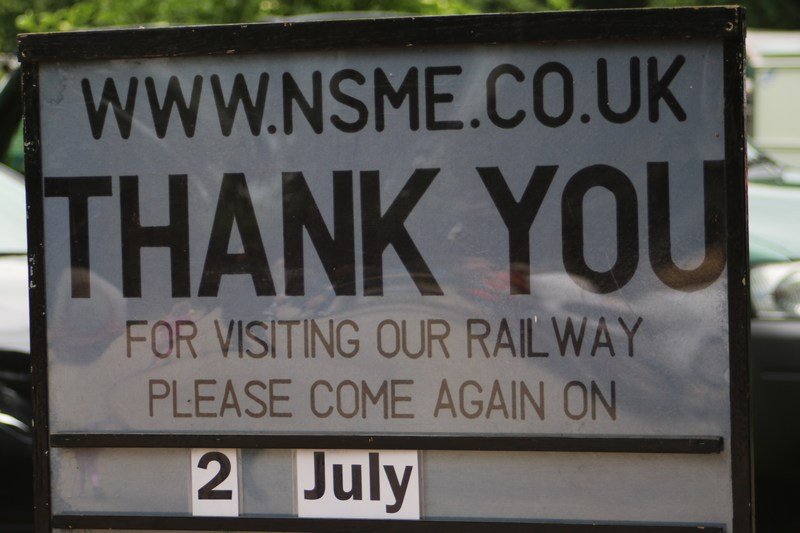 WWW.NSME.CO.UK
THANK YOU
FOR VISITING OUR RAILWAY
PLEASE COME AGAIN ON
2 July